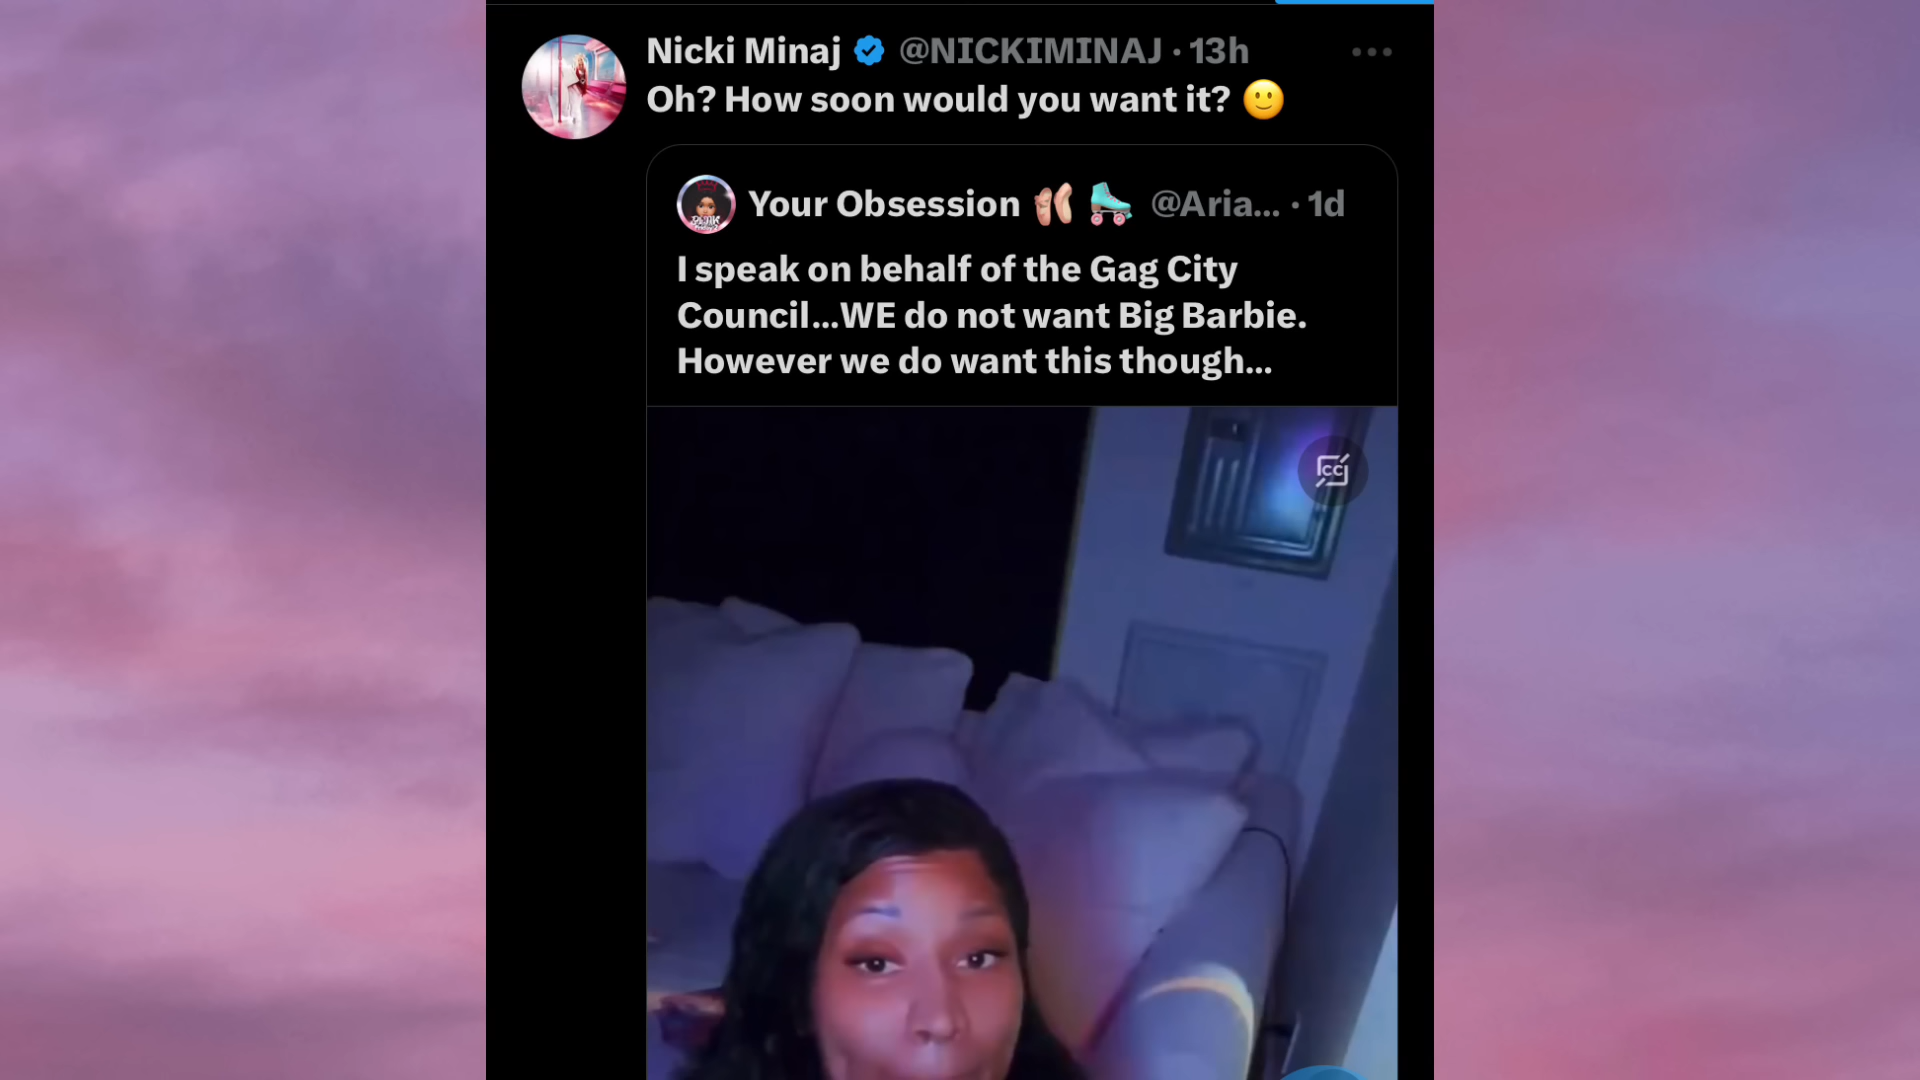 Nicki Minaj @NICKIMINAJ · 13h
Oh? How soon would you want it? 🙂
Your Obsession 🩰 🛼 @Aria... · 1d
I speak on behalf of the Gag City
Council...WE do not want Big Barbie.
However we do want this though...
CC